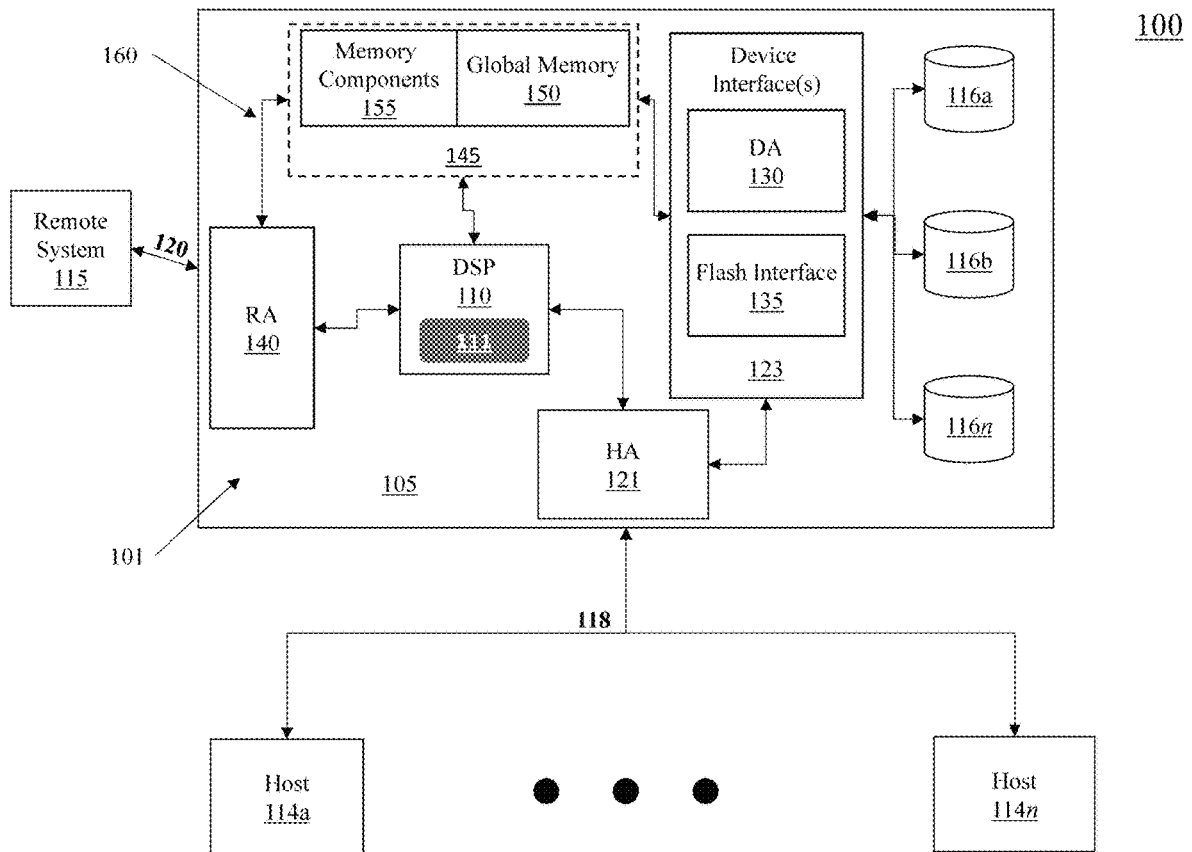 100
160
Memory
Components
155
Global Memory
150
145
Device
Interface(s)
DA
130
Flash Interface
135
123
116a
116b
116n
Remote
System
115
120
RA
140
DSP
110
111
HA
121
105
101
118
Host
114a
Host
114n